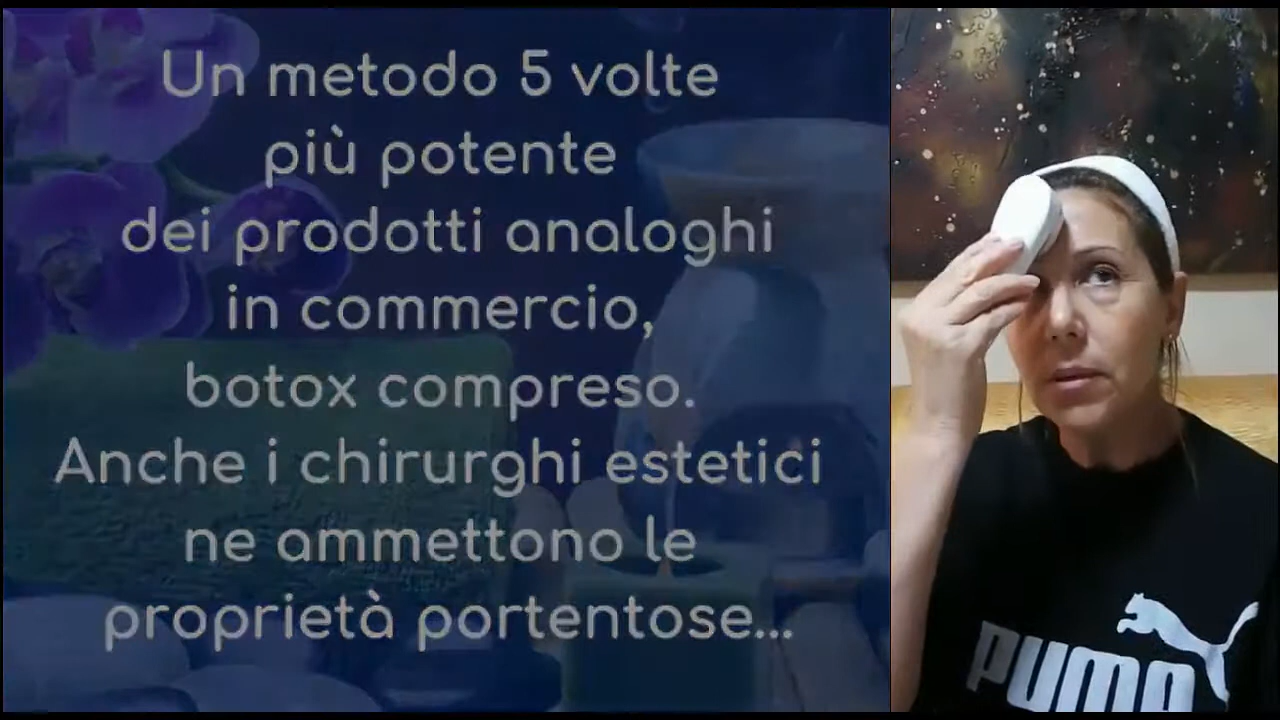 Un metodo 5 volte
più potente
dei prodotti analoghi
in commercio,
botox compreso.
Anche i chirurghi estetici
ne ammettono le
proprietà portentose...
PUMA